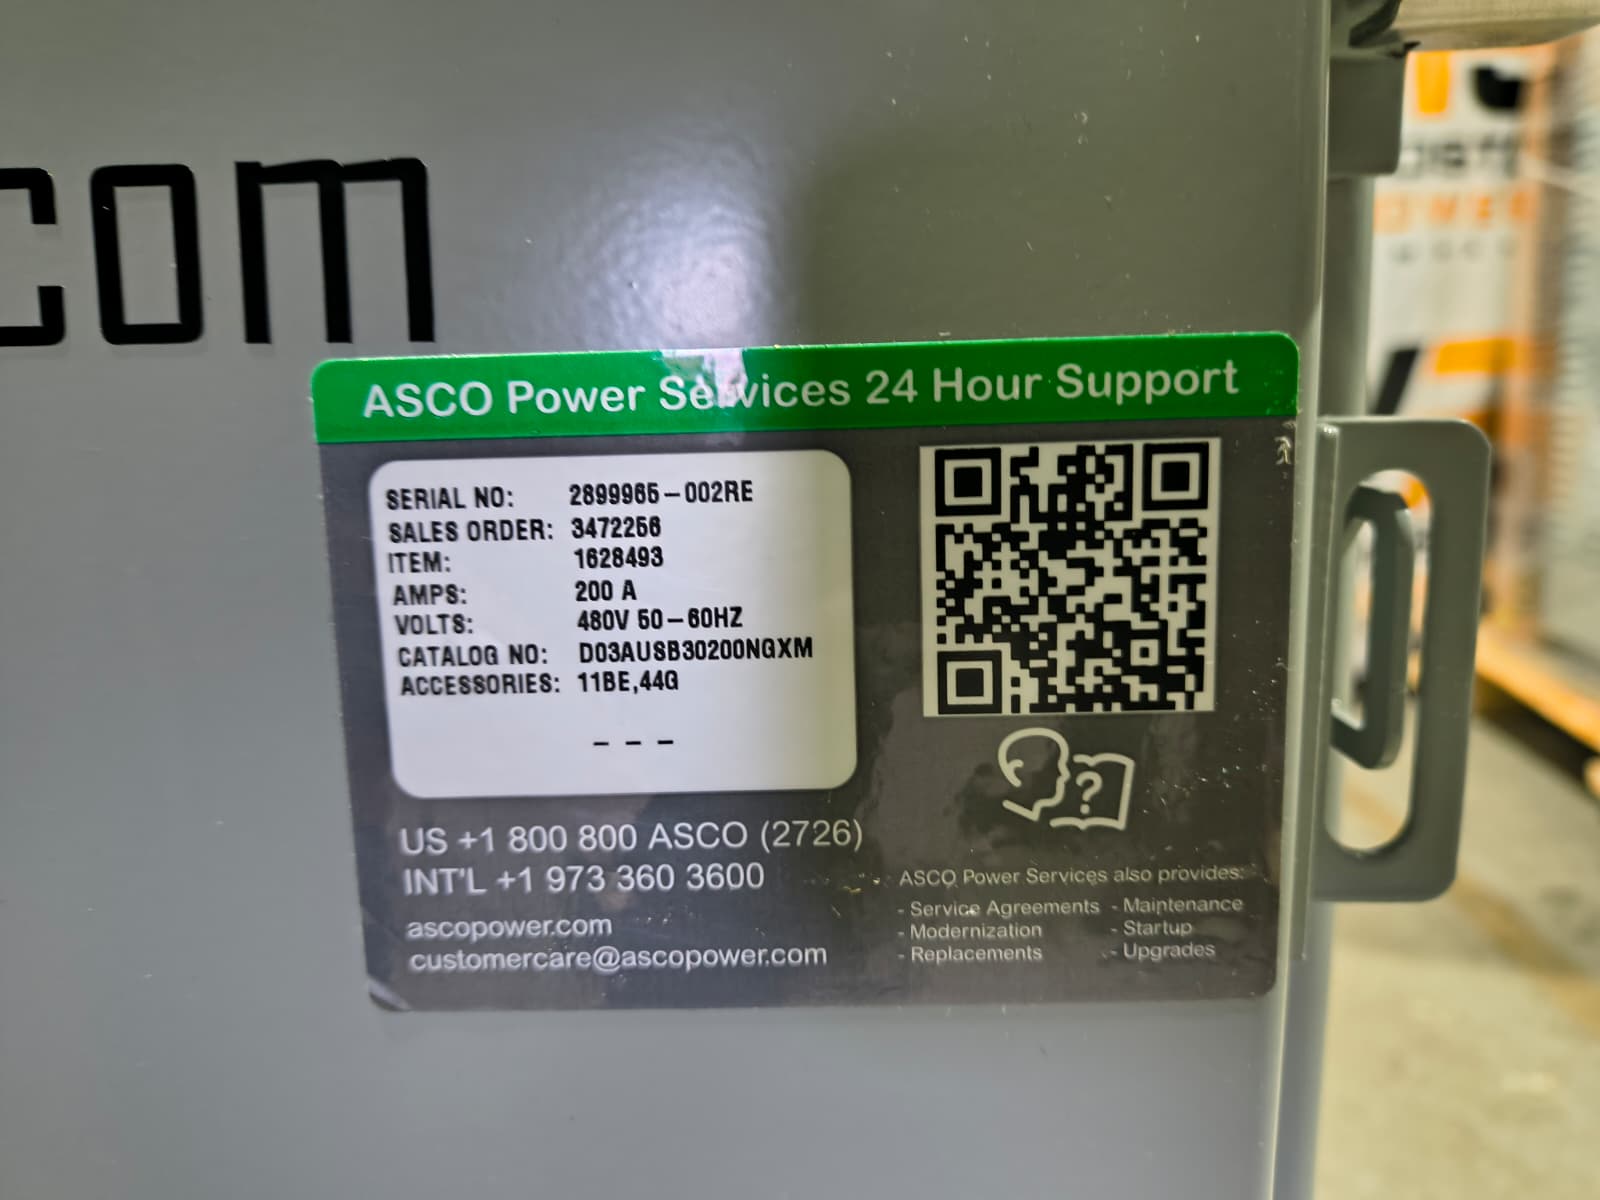 com
ASCO Power Services 24 Hour Support
SERIAL NO: 2899965-002RE
SALES ORDER: 3472256
ITEM: 1628493
AMPS: 200 A
VOLTS: 480V 50-60HZ
CATALOG NO: D03AUSB30200NGXM
ACCESSORIES: 11BE,44G
– – –
US +1 800 800 ASCO (2726)
INT'L +1 973 360 3600
ascopower.com
customercare@ascopower.com
?
ASCO Power Services also provides:
- Service Agreements - Maintenance
- Modernization - Startup
- Replacements - Upgrades